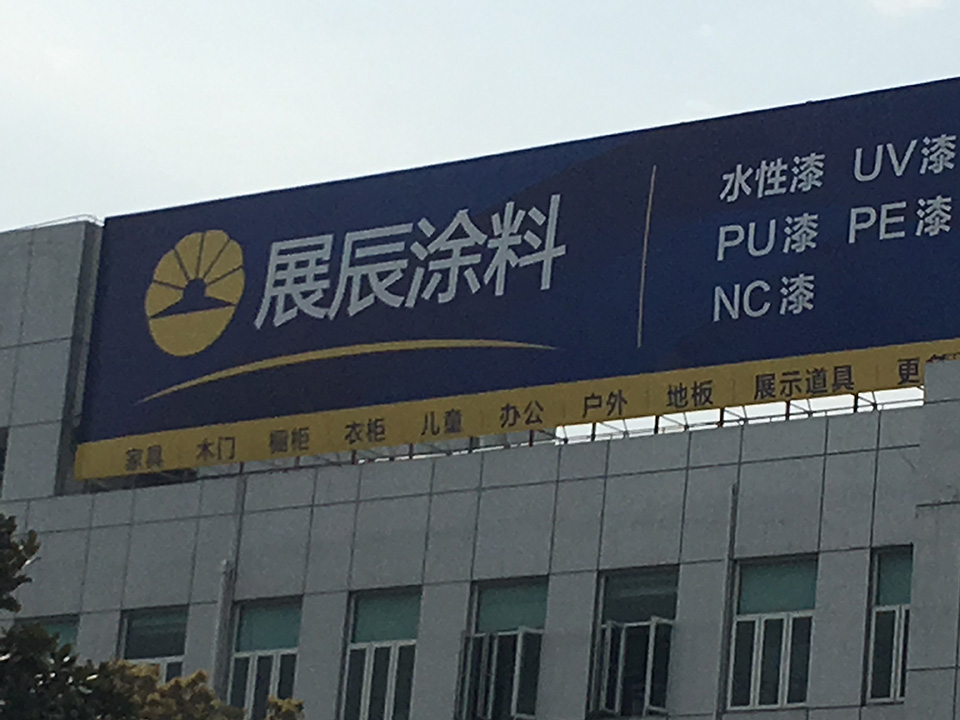 展辰涂料
水性漆 UV漆
PU漆 PE漆
NC漆
家具 木门 橱柜 衣柜 儿童 办公 户外 地板 展示道具 更